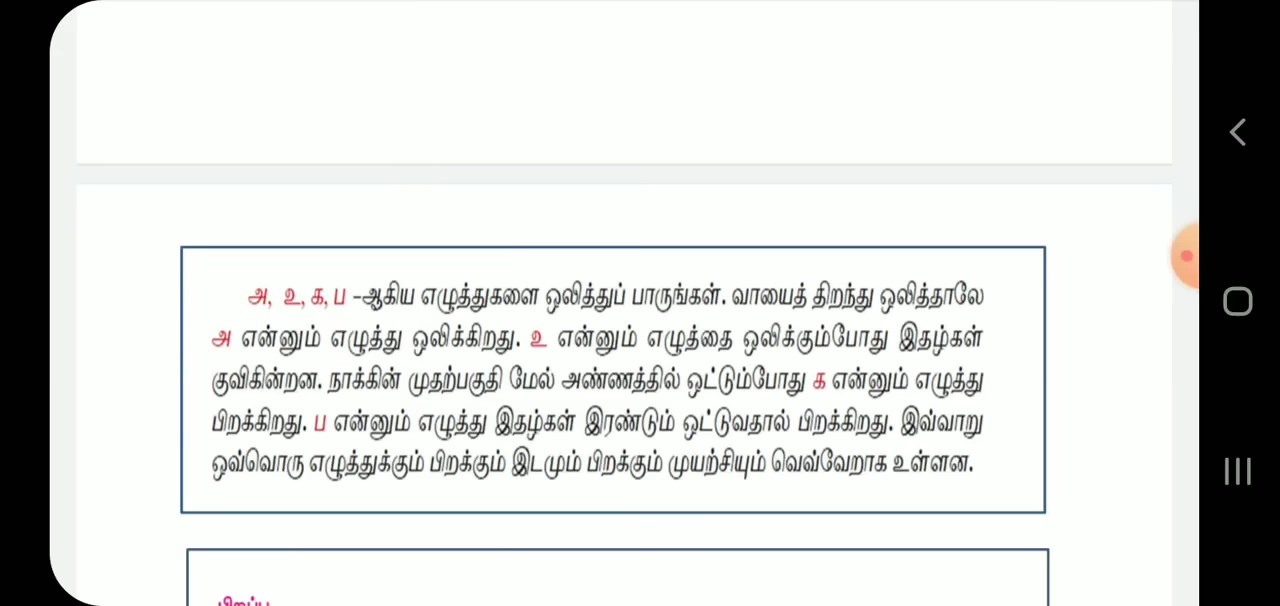 அ, உ, க, ப -ஆகிய எழுத்துகளை ஒலித்துப் பாருங்கள். வாயைத் திறந்து ஒலித்தாலே
அ என்னும் எழுத்து ஒலிக்கிறது. உ என்னும் எழுத்தை ஒலிக்கும்போது இதழ்கள்
குவிகின்றன. நாக்கின் முதற்பகுதி மேல் அண்ணத்தில் ஒட்டும்போது க என்னும் எழுத்து
பிறக்கிறது. ப என்னும் எழுத்து இதழ்கள் இரண்டும் ஒட்டுவதால் பிறக்கிறது. இவ்வாறு
ஒவ்வொரு எழுத்துக்கும் பிறக்கும் இடமும் பிறக்கும் முயற்சியும் வெவ்வேறாக உள்ளன.